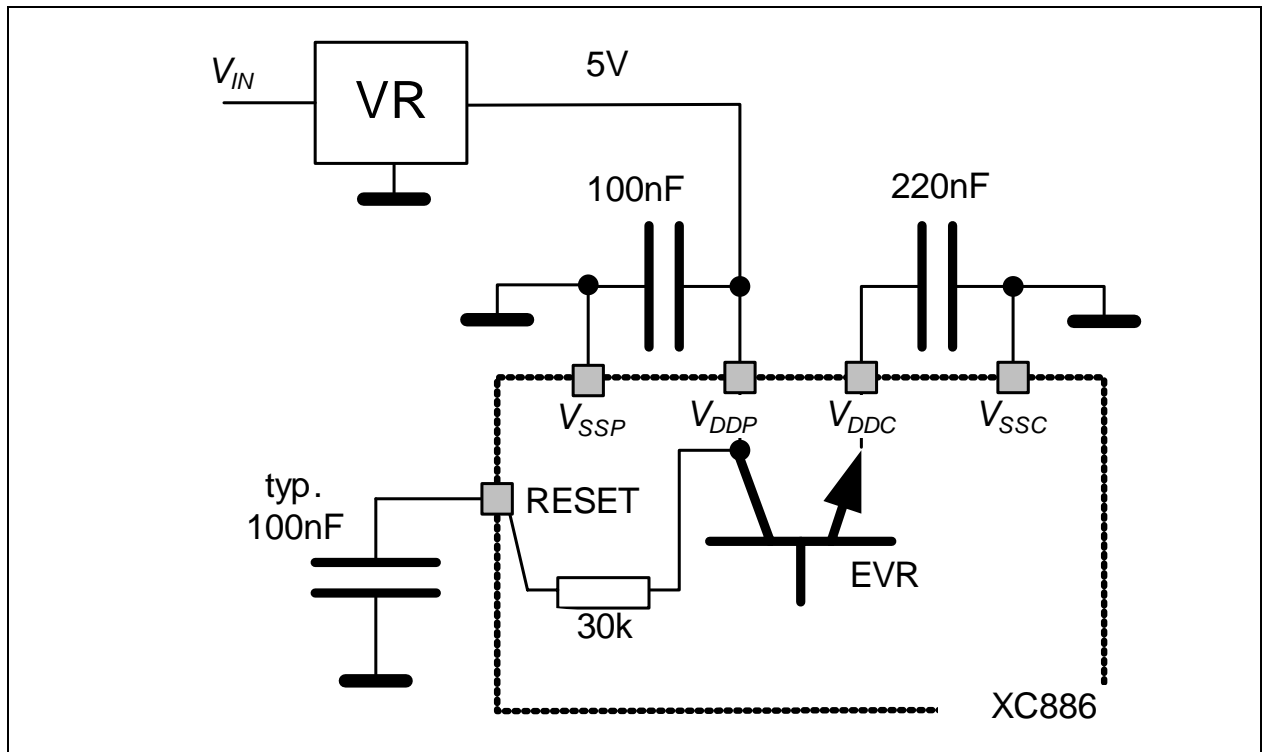 V_IN
VR
5V
100nF
220nF
V_SSP
V_DDP
V_DDC
V_SSC
typ.
100nF
RESET
EVR
30k
XC886